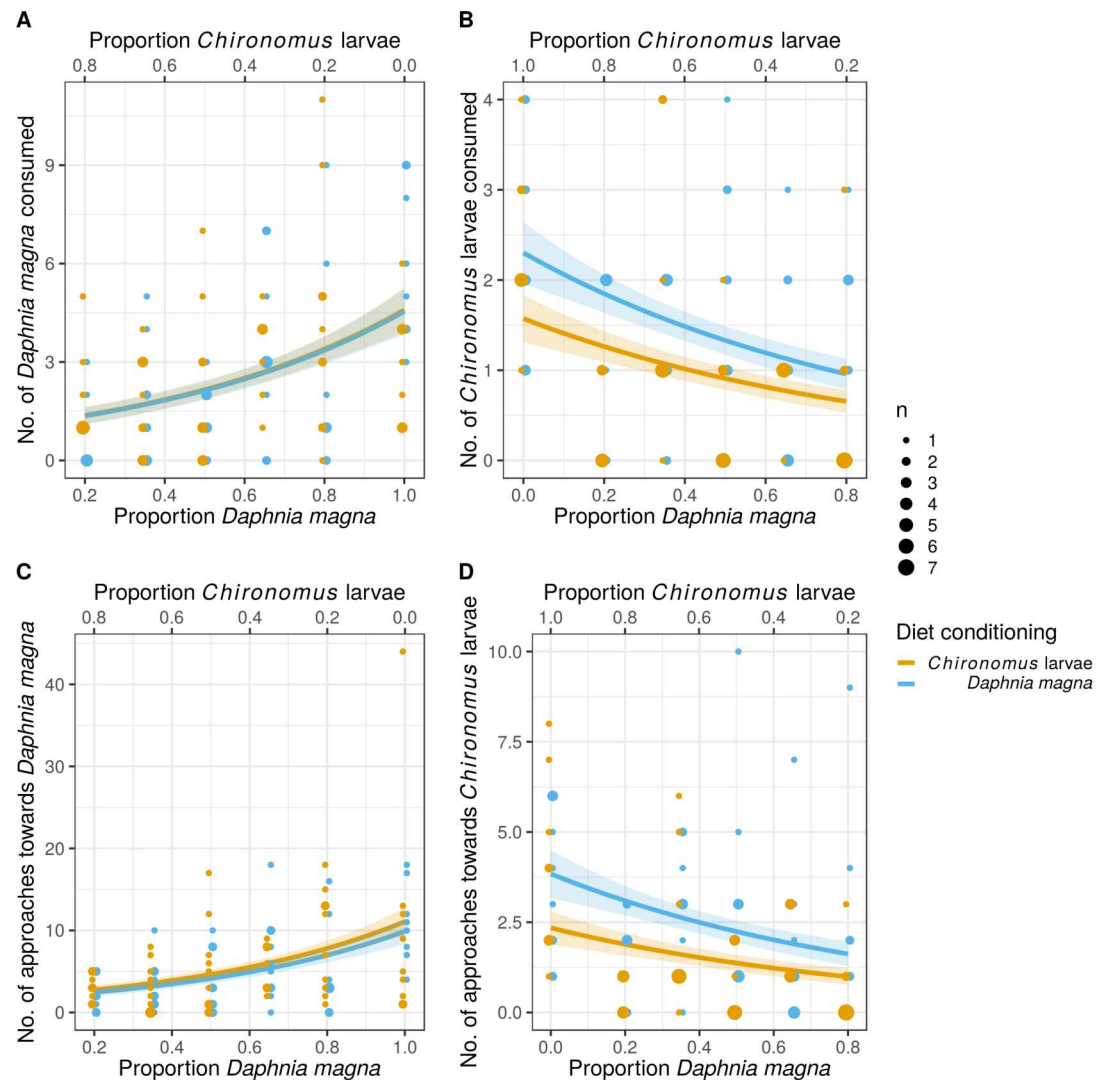 A
Proportion Chironomus larvae
0.8 0.6 0.4 0.2 0.0
No. of Daphnia magna consumed
9
6
3
0
0.2 0.4 0.6 0.8 1.0
Proportion Daphnia magna
B
Proportion Chironomus larvae
1.0 0.8 0.6 0.4 0.2
No. of Chironomus larvae consumed
4
3
2
1
0
0.0 0.2 0.4 0.6 0.8
Proportion Daphnia magna
C
Proportion Chironomus larvae
0.8 0.6 0.4 0.2 0.0
No. of approaches towards Daphnia magna
40
30
20
10
0
0.2 0.4 0.6 0.8 1.0
Proportion Daphnia magna
D
Proportion Chironomus larvae
1.0 0.8 0.6 0.4 0.2
No. of approaches towards Chironomus larvae
10.0
7.5
5.0
2.5
0.0
0.0 0.2 0.4 0.6 0.8
Proportion Daphnia magna
n
1
2
3
4
5
6
7
Diet conditioning
Chironomus larvae
Daphnia magna